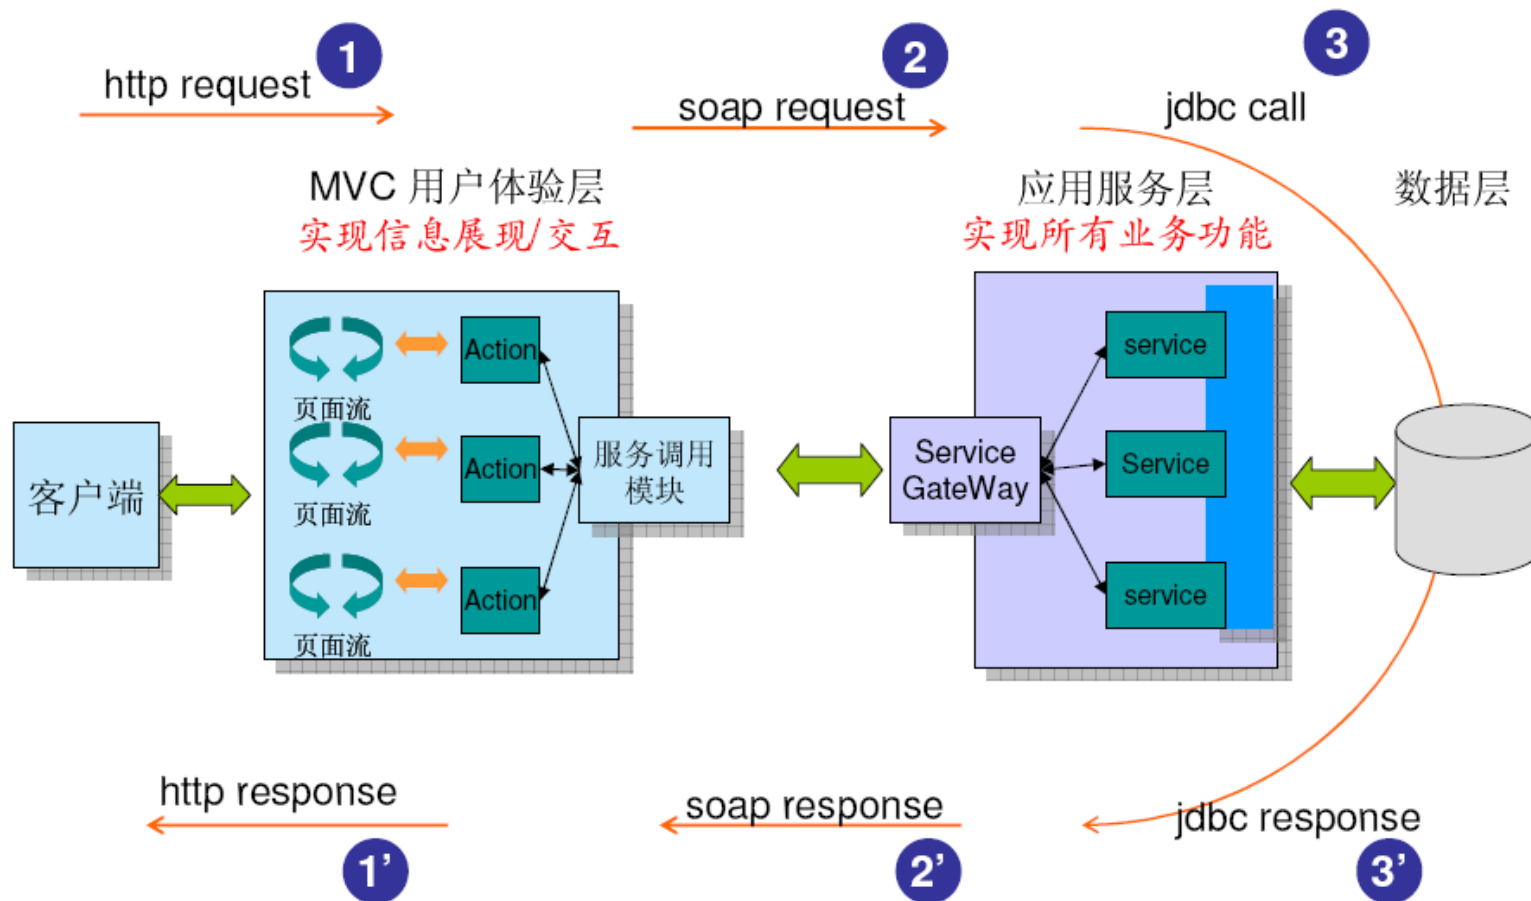 1
2
3
http request
soap request
jdbc call
MVC 用户体验层
应用服务层
数据层
实现信息展现/交互
实现所有业务功能
Action
service
页面流
客户端
Action
服务调用
模块
Service
GateWay
Service
页面流
Action
service
页面流
http response
soap response
jdbc response
1’
2’
3’